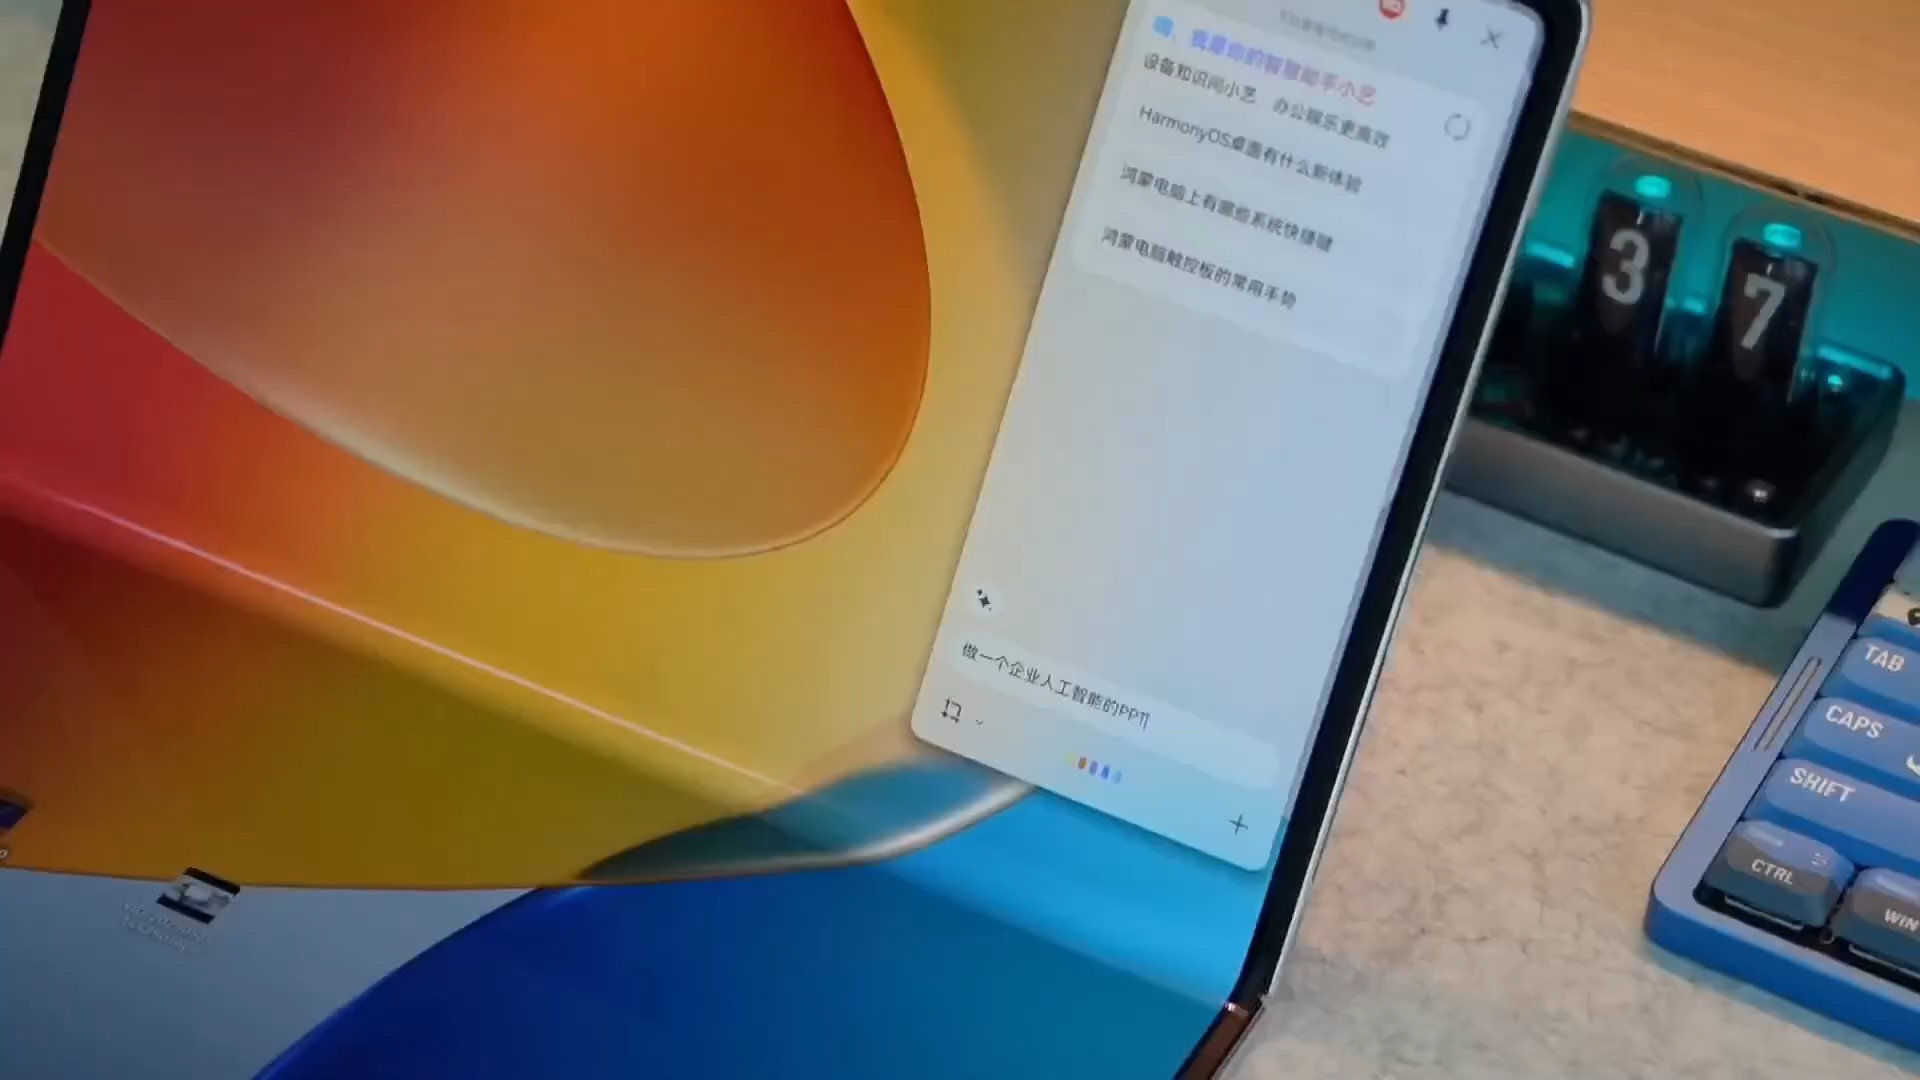 嗨，我是你的智慧助手小艺
设备知识问小艺 办公娱乐更高效
HarmonyOS桌面有什么新体验
鸿蒙电脑上有哪些系统快捷键
鸿蒙电脑触控板的常用手势
做一个企业人工智能的PPT
3 7
TAB
CAPS
SHIFT
CTRL
WIN